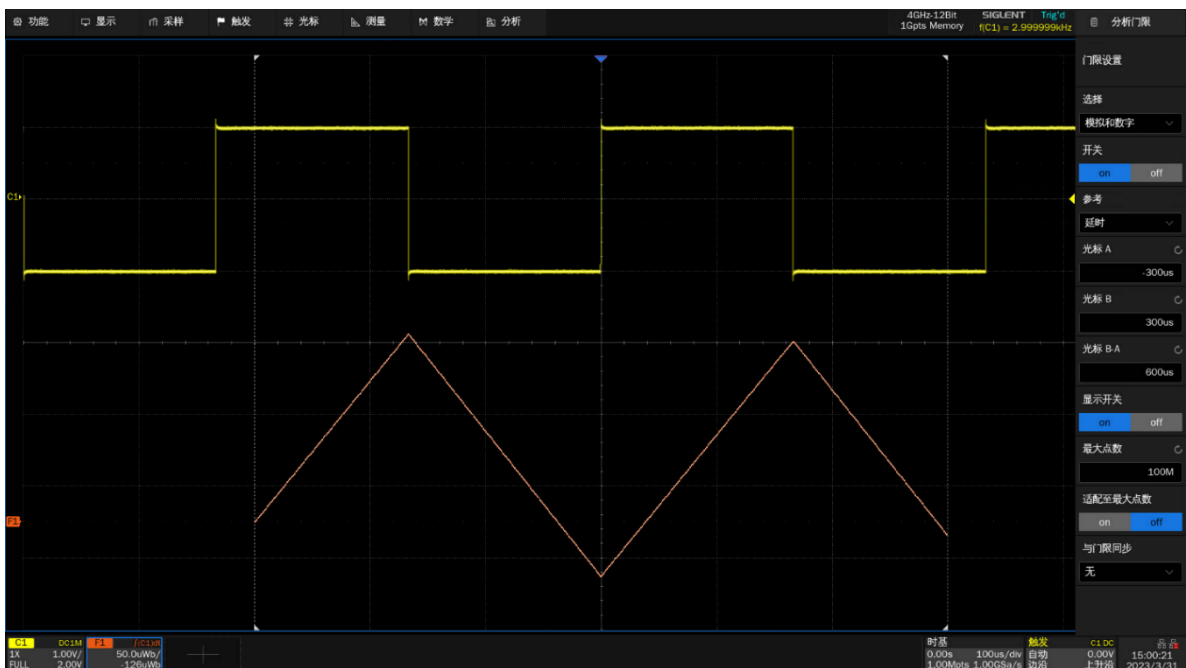 功能 显示 采样 触发 光标 测量 数学 分析
4GHz-12Bit SIGLENT Trig'd
1Gpts Memory f(C1) = 2.999999kHz
分析门限
门限设置
选择
模拟和数字
开关
on off
参考
延时
光标 A
-300us
光标 B
300us
光标 B-A
600us
显示开关
on off
最大点数
100M
适配至最大点数
on off
与门限同步
无
C1
F1
C1 DC1M
1X 1.00V/
FULL 2.00V
F1 ∫(C1)dt
50.0uWb/
-126uWb
时基
0.00s 100us/div
1.00Mpts 1.00GSa/s
触发 C1 DC
自动 0.00V
边沿 上升沿
15:00:21
2023/3/31